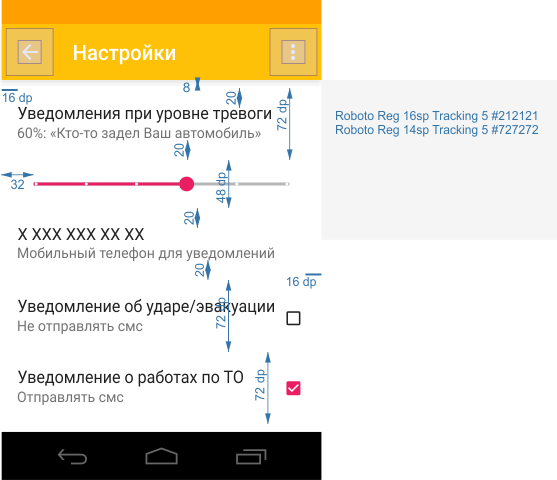 Настройки
8
16 dp
20
Уведомления при уровне тревоги
72 dp
60%: «Кто-то задел Ваш автомобиль»
Roboto Reg 16sp Tracking 5 #212121
Roboto Reg 14sp Tracking 5 #727272
20
32
48 dp
20
X XXX XXX XX XX
Мобильный телефон для уведомлений
20
16 dp
Уведомление об ударе/эвакуации
72 dp
Не отправлять смс
Уведомление о работах по ТО
72 dp
Отправлять смс